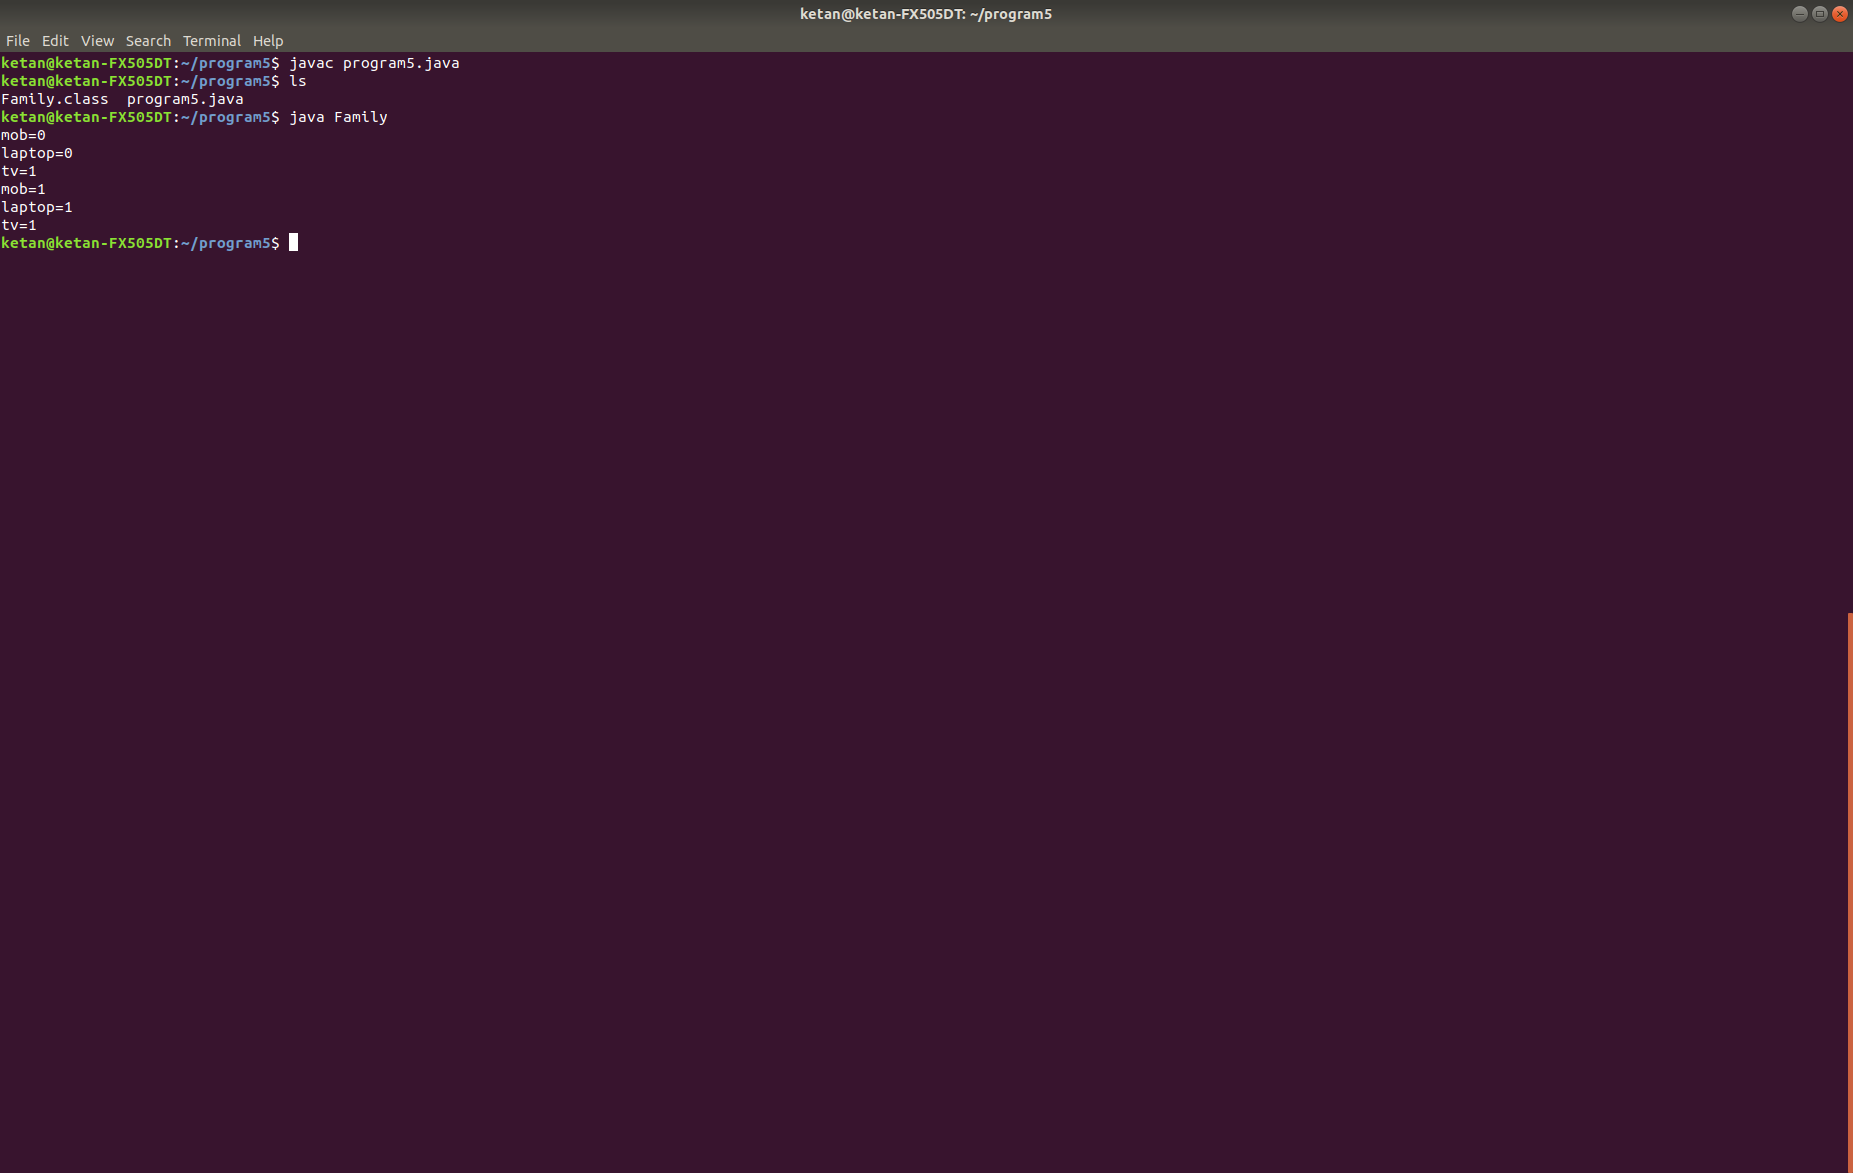 ketan@ketan-FX505DT: ~/program5
File Edit View Search Terminal Help
ketan@ketan-FX505DT:~/program5$ javac program5.java
ketan@ketan-FX505DT:~/program5$ ls
Family.class  program5.java
ketan@ketan-FX505DT:~/program5$ java Family
mob=0
laptop=0
tv=1
mob=1
laptop=1
tv=1
ketan@ketan-FX505DT:~/program5$